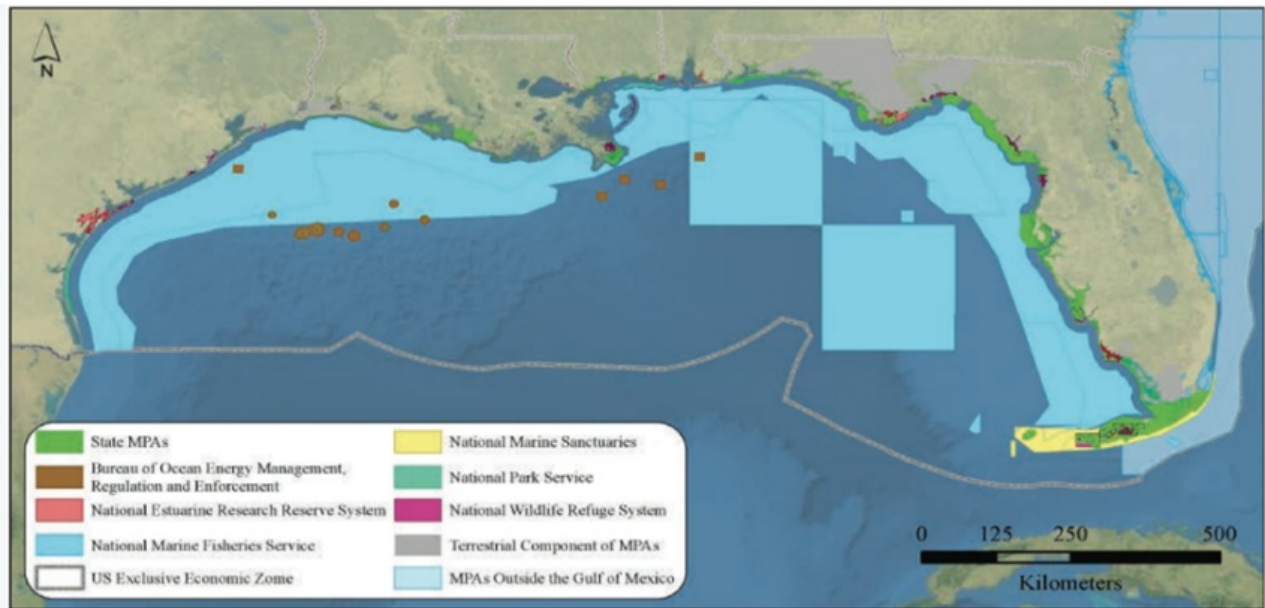 N
State MPAs
Bureau of Ocean Energy Management,
Regulation and Enforcement
National Estuarine Research Reserve System
National Marine Fisheries Service
US Exclusive Economic Zome
National Marine Sanctuaries
National Park Service
National Wildlife Refuge System
Terrestrial Component of MPAs
MPAs Outside the Gulf of Mexico
0 125 250 500
Kilometers